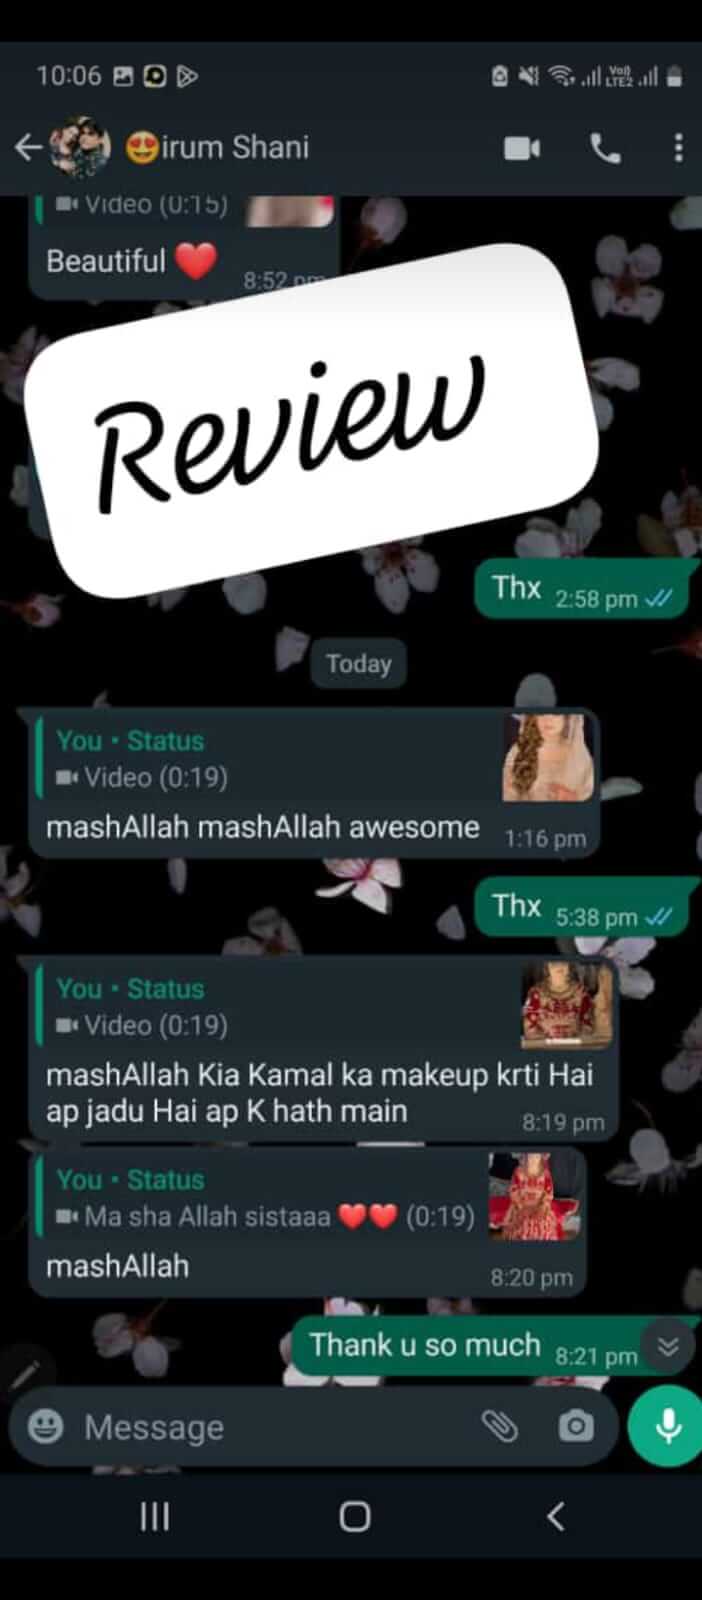 10:06
Vo))
LTE2
😍irum Shani
Video (0:15)
Beautiful ❤️
8:52 pm
Review
Thx 2:58 pm
Today
You • Status
Video (0:19)
mashAllah mashAllah awesome 1:16 pm
Thx 5:38 pm
You • Status
Video (0:19)
mashAllah Kia Kamal ka makeup krti Hai
ap jadu Hai ap K hath main 8:19 pm
You • Status
Ma sha Allah sistaaa ❤️❤️ (0:19)
mashAllah 8:20 pm
Thank u so much 8:21 pm
Message